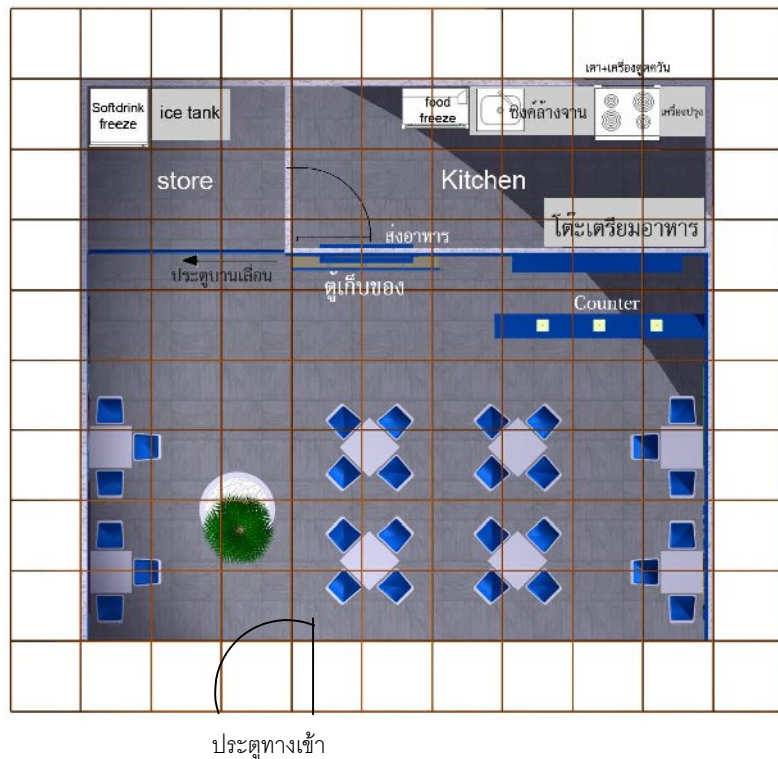 เตา+เครื่องดูดควัน
Softdrink
freeze
ice tank
food
freeze
ซิงค์ล้างจาน
เครื่องปรุง
store
Kitchen
โต๊ะเตรียมอาหาร
ส่งอาหาร
ประตูบานเลื่อน
ตู้เก็บของ
Counter
ประตูทางเข้า